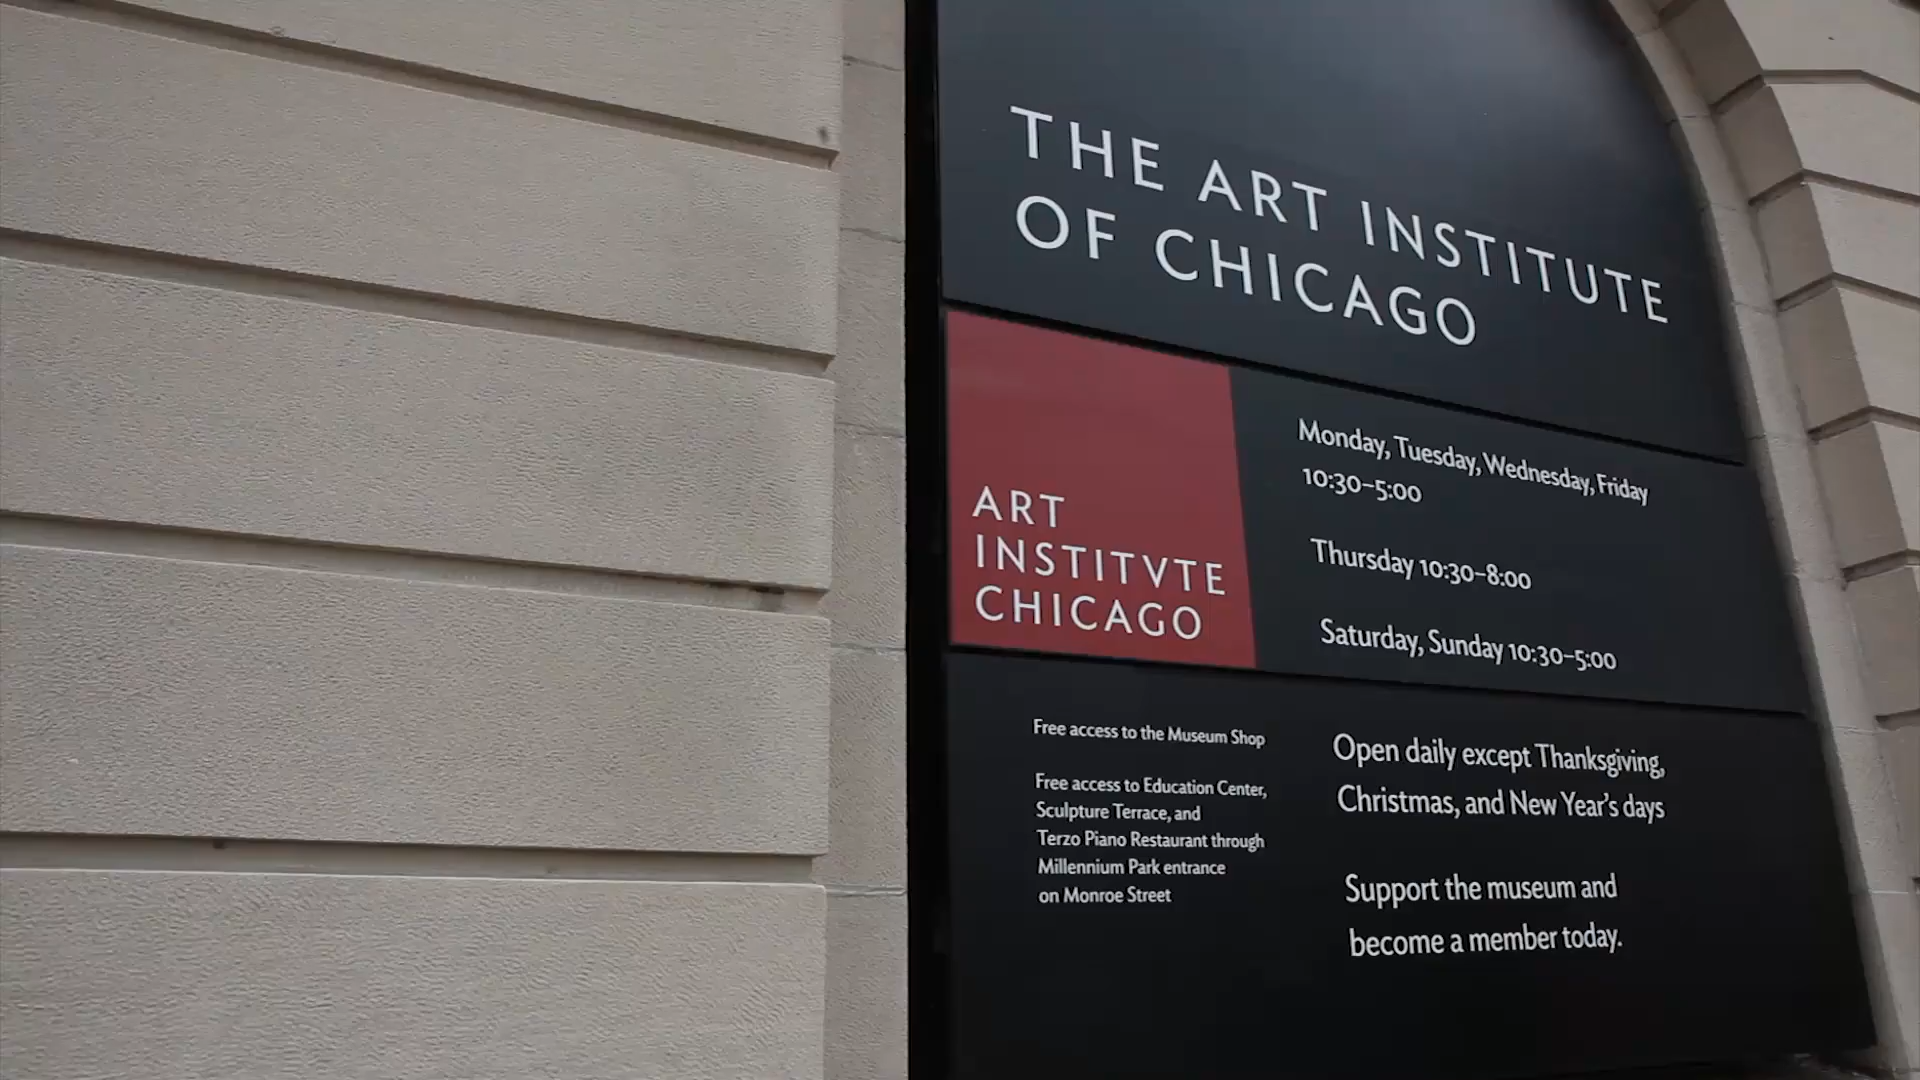 THE ART INSTITUTE
OF CHICAGO
ART
INSTITVTE
CHICAGO
Monday, Tuesday, Wednesday, Friday
10:30–5:00
Thursday 10:30–8:00
Saturday, Sunday 10:30–5:00
Free access to the Museum Shop
Free access to Education Center,
Sculpture Terrace, and
Terzo Piano Restaurant through
Millennium Park entrance
on Monroe Street
Open daily except Thanksgiving,
Christmas, and New Year’s days
Support the museum and
become a member today.